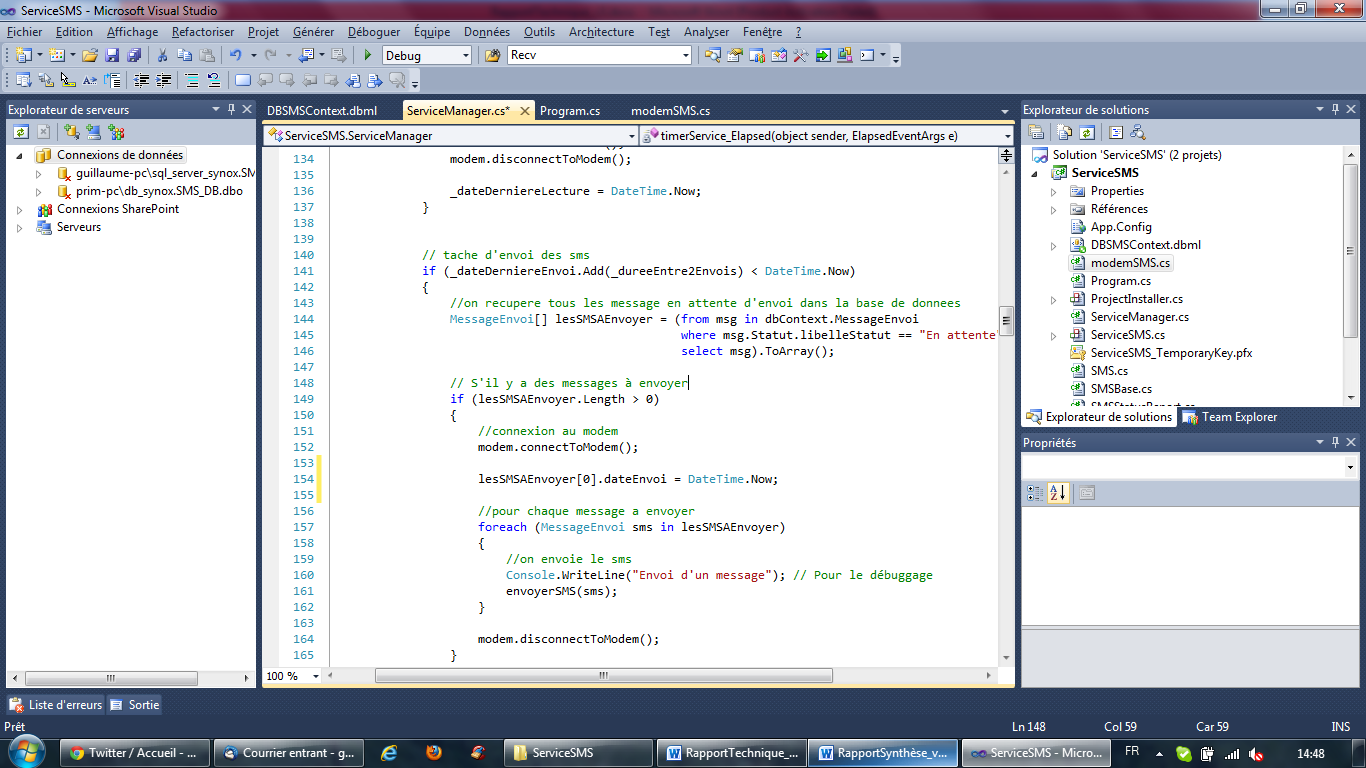 ServiceSMS - Microsoft Visual Studio
Fichier Edition Affichage Refactoriser Projet Générer Déboguer Équipe Données Outils Architecture Test Analyser Fenêtre ?
Debug Recv
Explorateur de serveurs
Connexions de données
guillaume-pc\sql_server_synox.SM
prim-pc\db_synox.SMS_DB.dbo
Connexions SharePoint
Serveurs
DBSMSContext.dbml ServiceManager.cs* Program.cs modemSMS.cs
ServiceSMS.ServiceManager timerService_Elapsed(object sender, ElapsedEventArgs e)
134 modem.disconnectToModem();
135
136 _dateDerniereLecture = DateTime.Now;
137 }
138
139
140 // tache d'envoi des sms
141 if (_dateDerniereEnvoi.Add(_dureeEntre2Envois) < DateTime.Now)
142 {
143 //on recupere tous les message en attente d'envoi dans la base de donnees
144 MessageEnvoi[] lesSMSAEnvoyer = (from msg in dbContext.MessageEnvoi
145 where msg.Statut.libelleStatut == "En attente"
146 select msg).ToArray();
147
148 // S'il y a des messages à envoyer
149 if (lesSMSAEnvoyer.Length > 0)
150 {
151 //connexion au modem
152 modem.connectToModem();
153
154 lesSMSAEnvoyer[0].dateEnvoi = DateTime.Now;
155
156 //pour chaque message a envoyer
157 foreach (MessageEnvoi sms in lesSMSAEnvoyer)
158 {
159 //on envoie le sms
160 Console.WriteLine("Envoi d'un message"); // Pour le débuggage
161 envoyerSMS(sms);
162 }
163
164 modem.disconnectToModem();
165 }
100 %
Explorateur de solutions
Solution 'ServiceSMS' (2 projets)
ServiceSMS
Properties
Références
App.Config
DBSMSContext.dbml
modemSMS.cs
Program.cs
ProjectInstaller.cs
ServiceManager.cs
ServiceSMS.cs
ServiceSMS_TemporaryKey.pfx
SMS.cs
SMSBase.cs
SMSStatusReport.cs
Explorateur de solutions Team Explorer
Propriétés
Liste d'erreurs Sortie
Prêt Ln 148 Col 59 Car 59 INS
Twitter / Accueil - ... Courrier entrant - g... ServiceSMS RapportTechnique_... RapportSynthèse_v... ServiceSMS - Micro... FR 14:48